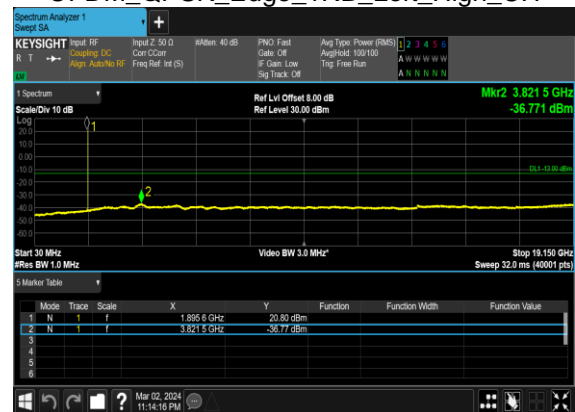 Spectrum Analyzer 1
Swept SA
+
KEYSIGHT
R T
LW
Input: RF
Coupling: DC
Align: Auto/No RF
Input Z: 50 Ω
Corr CCorr
Freq Ref: Int (S)
#Atten: 40 dB
PNO: Fast
Gate: Off
IF Gain: Low
Sig Track: Off
Avg Type: Power (RMS)
Avg|Hold: 100/100
Trig: Free Run
1 2 3 4 5 6
A W W W W W
A N N N N N
1 Spectrum
Scale/Div 10 dB
Ref Lvl Offset 8.00 dB
Ref Level 30.00 dBm
Mkr2 3.821 5 GHz
-36.771 dBm
Log
20.0
10.0
0.00
-10.0
-20.0
-30.0
-40.0
-50.0
-60.0
1
2
DL1 -13.00 dBm
Start 30 MHz
#Res BW 1.0 MHz
Video BW 3.0 MHz*
Stop 19.150 GHz
Sweep 32.0 ms (40001 pts)
5 Marker Table
Mode Trace Scale X Y Function Function Width Function Value
1 N 1 f 1.895 6 GHz 20.80 dBm
2 N 1 f 3.821 5 GHz -36.77 dBm
3
4
5
6
?
Mar 02, 2024
11:14:16 PM